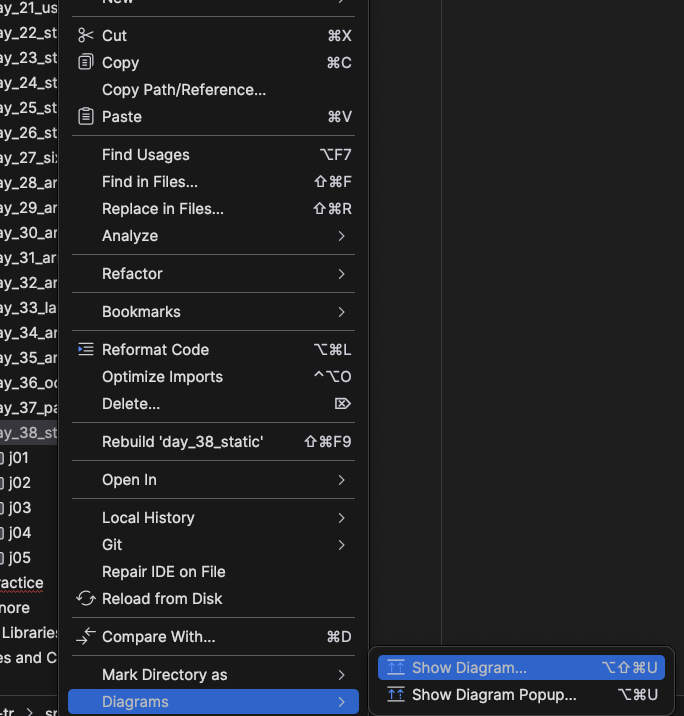 ay_21_us
ay_22_st
ay_23_st
ay_24_st
ay_25_st
ay_26_st
ay_27_six
ay_28_ar
ay_29_ar
ay_30_ar
ay_31_ar
ay_32_ar
ay_33_la
ay_34_ar
ay_35_ar
ay_36_oo
ay_37_pa
ay_38_st
j01
j02
j03
j04
j05
ractice
nore
Libraries
es and C
-tr > sr
New >
Cut ⌘X
Copy ⌘C
Copy Path/Reference...
Paste ⌘V
Find Usages ⌥F7
Find in Files... ⇧⌘F
Replace in Files... ⇧⌘R
Analyze >
Refactor >
Bookmarks >
Reformat Code ⌥⌘L
Optimize Imports ^⌥O
Delete... ⌦
Rebuild 'day_38_static' ⇧⌘F9
Open In >
Local History >
Git >
Repair IDE on File
Reload from Disk
Compare With... ⌘D
Mark Directory as >
Diagrams >
Show Diagram... ⌥⇧⌘U
Show Diagram Popup... ⌥⌘U